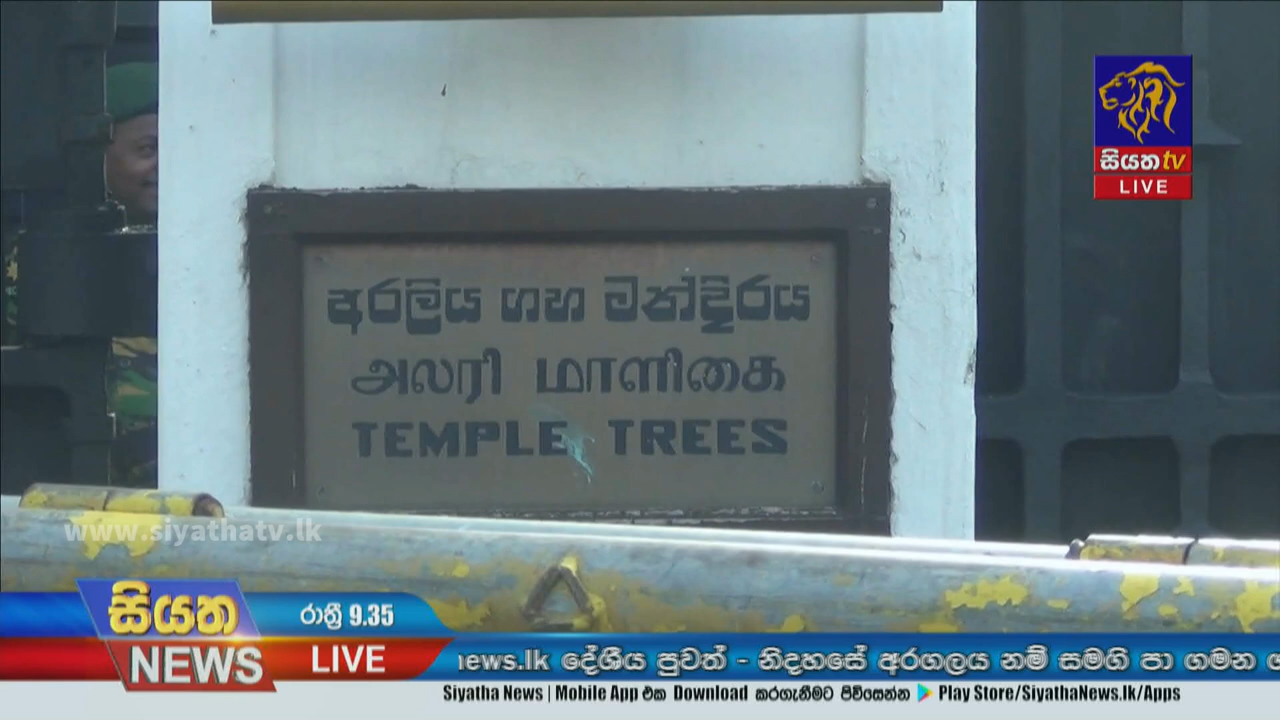 සියත tv
LIVE
අරලිය ගහ මන්දිරය
அலரி மாளிகை
TEMPLE TREES
www.siyathatv.lk
සියත
NEWS
රාත්‍රී 9.35
LIVE
news.lk දේශීය පුවත් - නිදහසේ අරගලය නම් සමගි පා ගමන
Siyatha News | Mobile App එක Download කරගැනීමට පිවිසෙන්න Play Store/SiyathaNews.lk/Apps